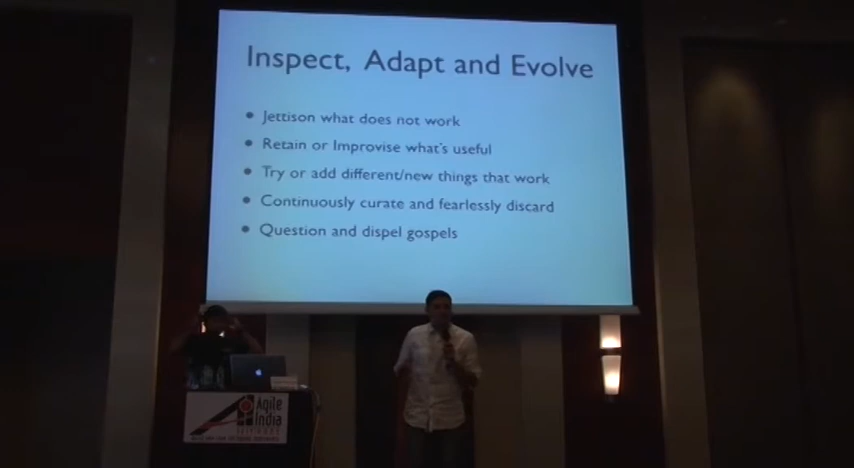 Inspect, Adapt and Evolve
• Jettison what does not work
• Retain or Improvise what's useful
• Try or add different/new things that work
• Continuously curate and fearlessly discard
• Question and dispel gospels
Agile
India